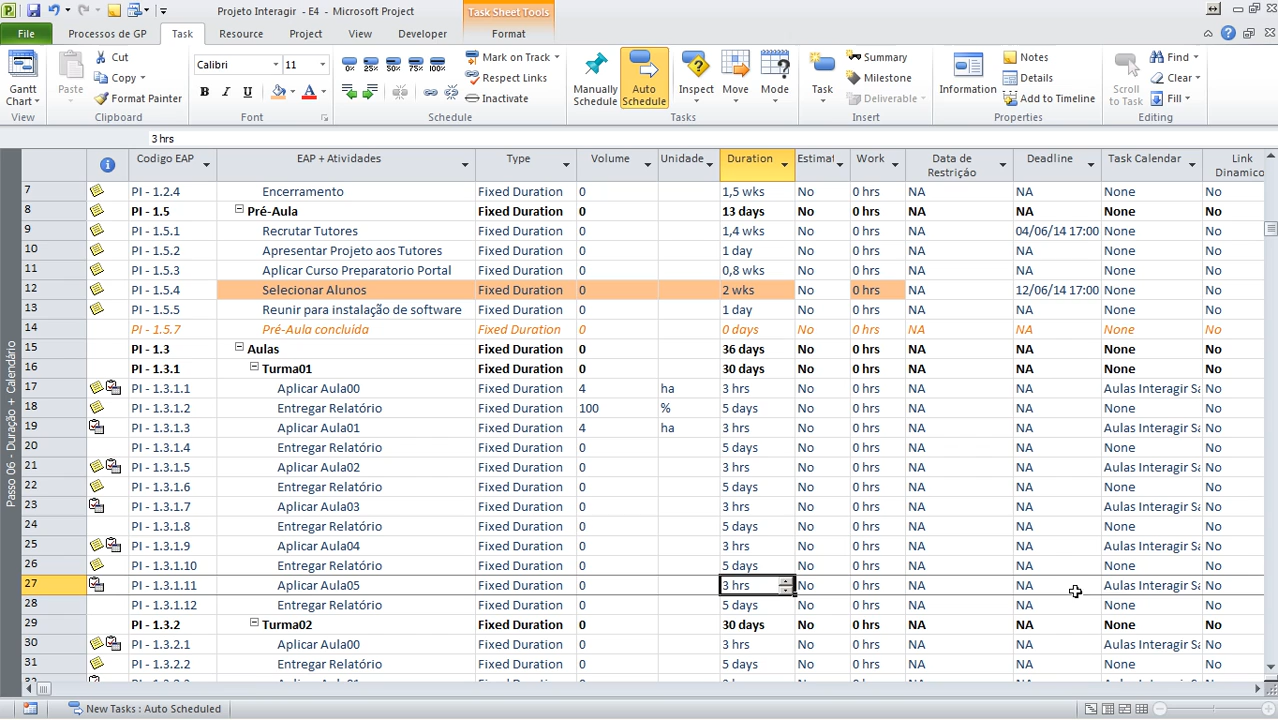 Projeto Interagir - E4 - Microsoft Project
Task Sheet Tools
File Processos de GP Task Resource Project View Developer Format
Gantt Chart View
Paste Cut Copy Format Painter Clipboard
Calibri 11 B I U A Font
0% 25% 50% 75% 100% Mark on Track Respect Links Inactivate Schedule
Manually Schedule Auto Schedule Inspect Move Mode Tasks
Task Summary Milestone Deliverable Insert
Information Notes Details Add to Timeline Properties
Scroll to Task Find Clear Fill Editing
3 hrs
Codigo EAP EAP + Atividades Type Volume Unidade Duration Estimat Work Data de Restrição Deadline Task Calendar Link Dinamico
7 PI - 1.2.4 Encerramento Fixed Duration 0 1,5 wks No 0 hrs NA NA None No
8 PI - 1.5 Pré-Aula Fixed Duration 0 13 days No 0 hrs NA NA None No
9 PI - 1.5.1 Recrutar Tutores Fixed Duration 0 1,4 wks No 0 hrs NA 04/06/14 17:00 None No
10 PI - 1.5.2 Apresentar Projeto aos Tutores Fixed Duration 0 1 day No 0 hrs NA NA None No
11 PI - 1.5.3 Aplicar Curso Preparatorio Portal Fixed Duration 0 0,8 wks No 0 hrs NA NA None No
12 PI - 1.5.4 Selecionar Alunos Fixed Duration 0 2 wks No 0 hrs NA 12/06/14 17:00 None No
13 PI - 1.5.5 Reunir para instalação de software Fixed Duration 0 1 day No 0 hrs NA NA None No
14 PI - 1.5.7 Pré-Aula concluida Fixed Duration 0 0 days No 0 hrs NA NA None No
15 PI - 1.3 Aulas Fixed Duration 0 36 days No 0 hrs NA NA None No
16 PI - 1.3.1 Turma01 Fixed Duration 0 30 days No 0 hrs NA NA None No
17 PI - 1.3.1.1 Aplicar Aula00 Fixed Duration 4 ha 3 hrs No 0 hrs NA NA Aulas Interagir Sa No
18 PI - 1.3.1.2 Entregar Relatório Fixed Duration 100 % 5 days No 0 hrs NA NA None No
19 PI - 1.3.1.3 Aplicar Aula01 Fixed Duration 4 ha 3 hrs No 0 hrs NA NA Aulas Interagir Sa No
20 PI - 1.3.1.4 Entregar Relatório Fixed Duration 0 5 days No 0 hrs NA NA None No
21 PI - 1.3.1.5 Aplicar Aula02 Fixed Duration 0 3 hrs No 0 hrs NA NA Aulas Interagir Sa No
22 PI - 1.3.1.6 Entregar Relatório Fixed Duration 0 5 days No 0 hrs NA NA None No
23 PI - 1.3.1.7 Aplicar Aula03 Fixed Duration 0 3 hrs No 0 hrs NA NA Aulas Interagir Sa No
24 PI - 1.3.1.8 Entregar Relatório Fixed Duration 0 5 days No 0 hrs NA NA None No
25 PI - 1.3.1.9 Aplicar Aula04 Fixed Duration 0 3 hrs No 0 hrs NA NA Aulas Interagir Sa No
26 PI - 1.3.1.10 Entregar Relatório Fixed Duration 0 5 days No 0 hrs NA NA None No
27 PI - 1.3.1.11 Aplicar Aula05 Fixed Duration 0 3 hrs No 0 hrs NA NA Aulas Interagir Sa No
28 PI - 1.3.1.12 Entregar Relatório Fixed Duration 0 5 days No 0 hrs NA NA None No
29 PI - 1.3.2 Turma02 Fixed Duration 0 30 days No 0 hrs NA NA None No
30 PI - 1.3.2.1 Aplicar Aula00 Fixed Duration 0 3 hrs No 0 hrs NA NA Aulas Interagir Sa No
31 PI - 1.3.2.2 Entregar Relatório Fixed Duration 0 5 days No 0 hrs NA NA None No
Passo 06 - Duração + Calendário
New Tasks : Auto Scheduled